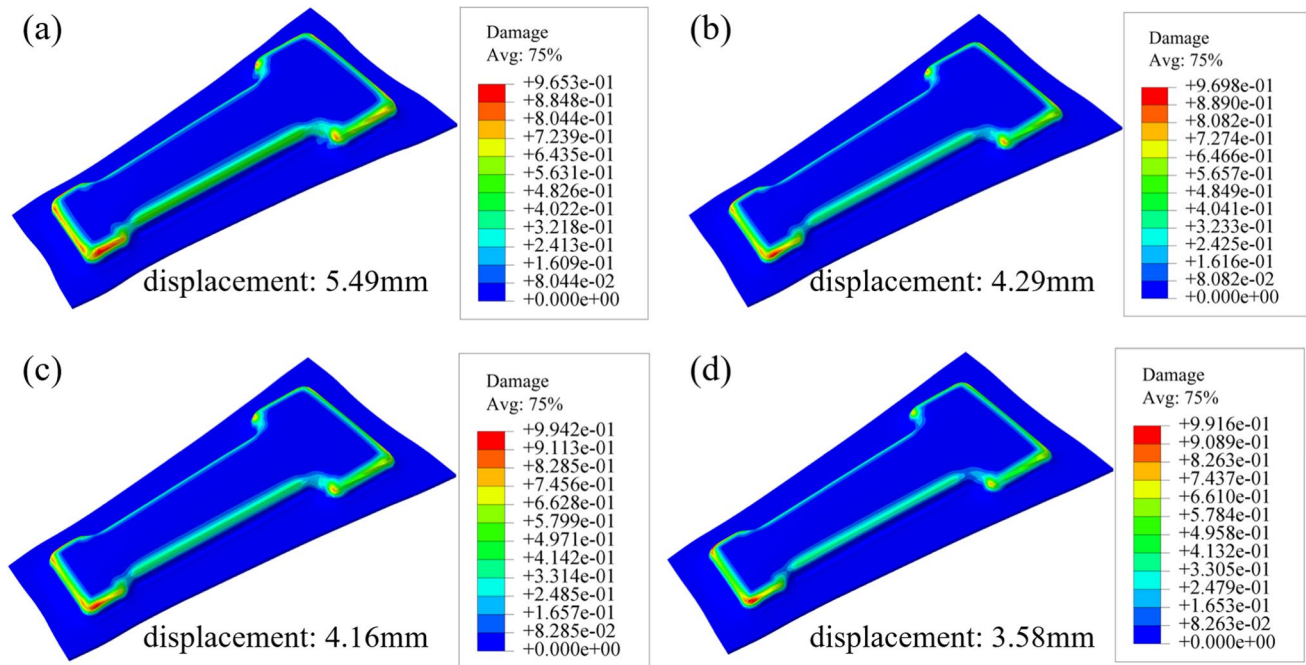 (a)
Damage
Avg: 75%
+9.653e-01
+8.848e-01
+8.044e-01
+7.239e-01
+6.435e-01
+5.631e-01
+4.826e-01
+4.022e-01
+3.218e-01
+2.413e-01
+1.609e-01
+8.044e-02
+0.000e+00
displacement: 5.49mm
(b)
Damage
Avg: 75%
+9.698e-01
+8.890e-01
+8.082e-01
+7.274e-01
+6.466e-01
+5.657e-01
+4.849e-01
+4.041e-01
+3.233e-01
+2.425e-01
+1.616e-01
+8.082e-02
+0.000e+00
displacement: 4.29mm
(c)
Damage
Avg: 75%
+9.942e-01
+9.113e-01
+8.285e-01
+7.456e-01
+6.628e-01
+5.799e-01
+4.971e-01
+4.142e-01
+3.314e-01
+2.485e-01
+1.657e-01
+8.285e-02
+0.000e+00
displacement: 4.16mm
(d)
Damage
Avg: 75%
+9.916e-01
+9.089e-01
+8.263e-01
+7.437e-01
+6.610e-01
+5.784e-01
+4.958e-01
+4.132e-01
+3.305e-01
+2.479e-01
+1.653e-01
+8.263e-02
+0.000e+00
displacement: 3.58mm